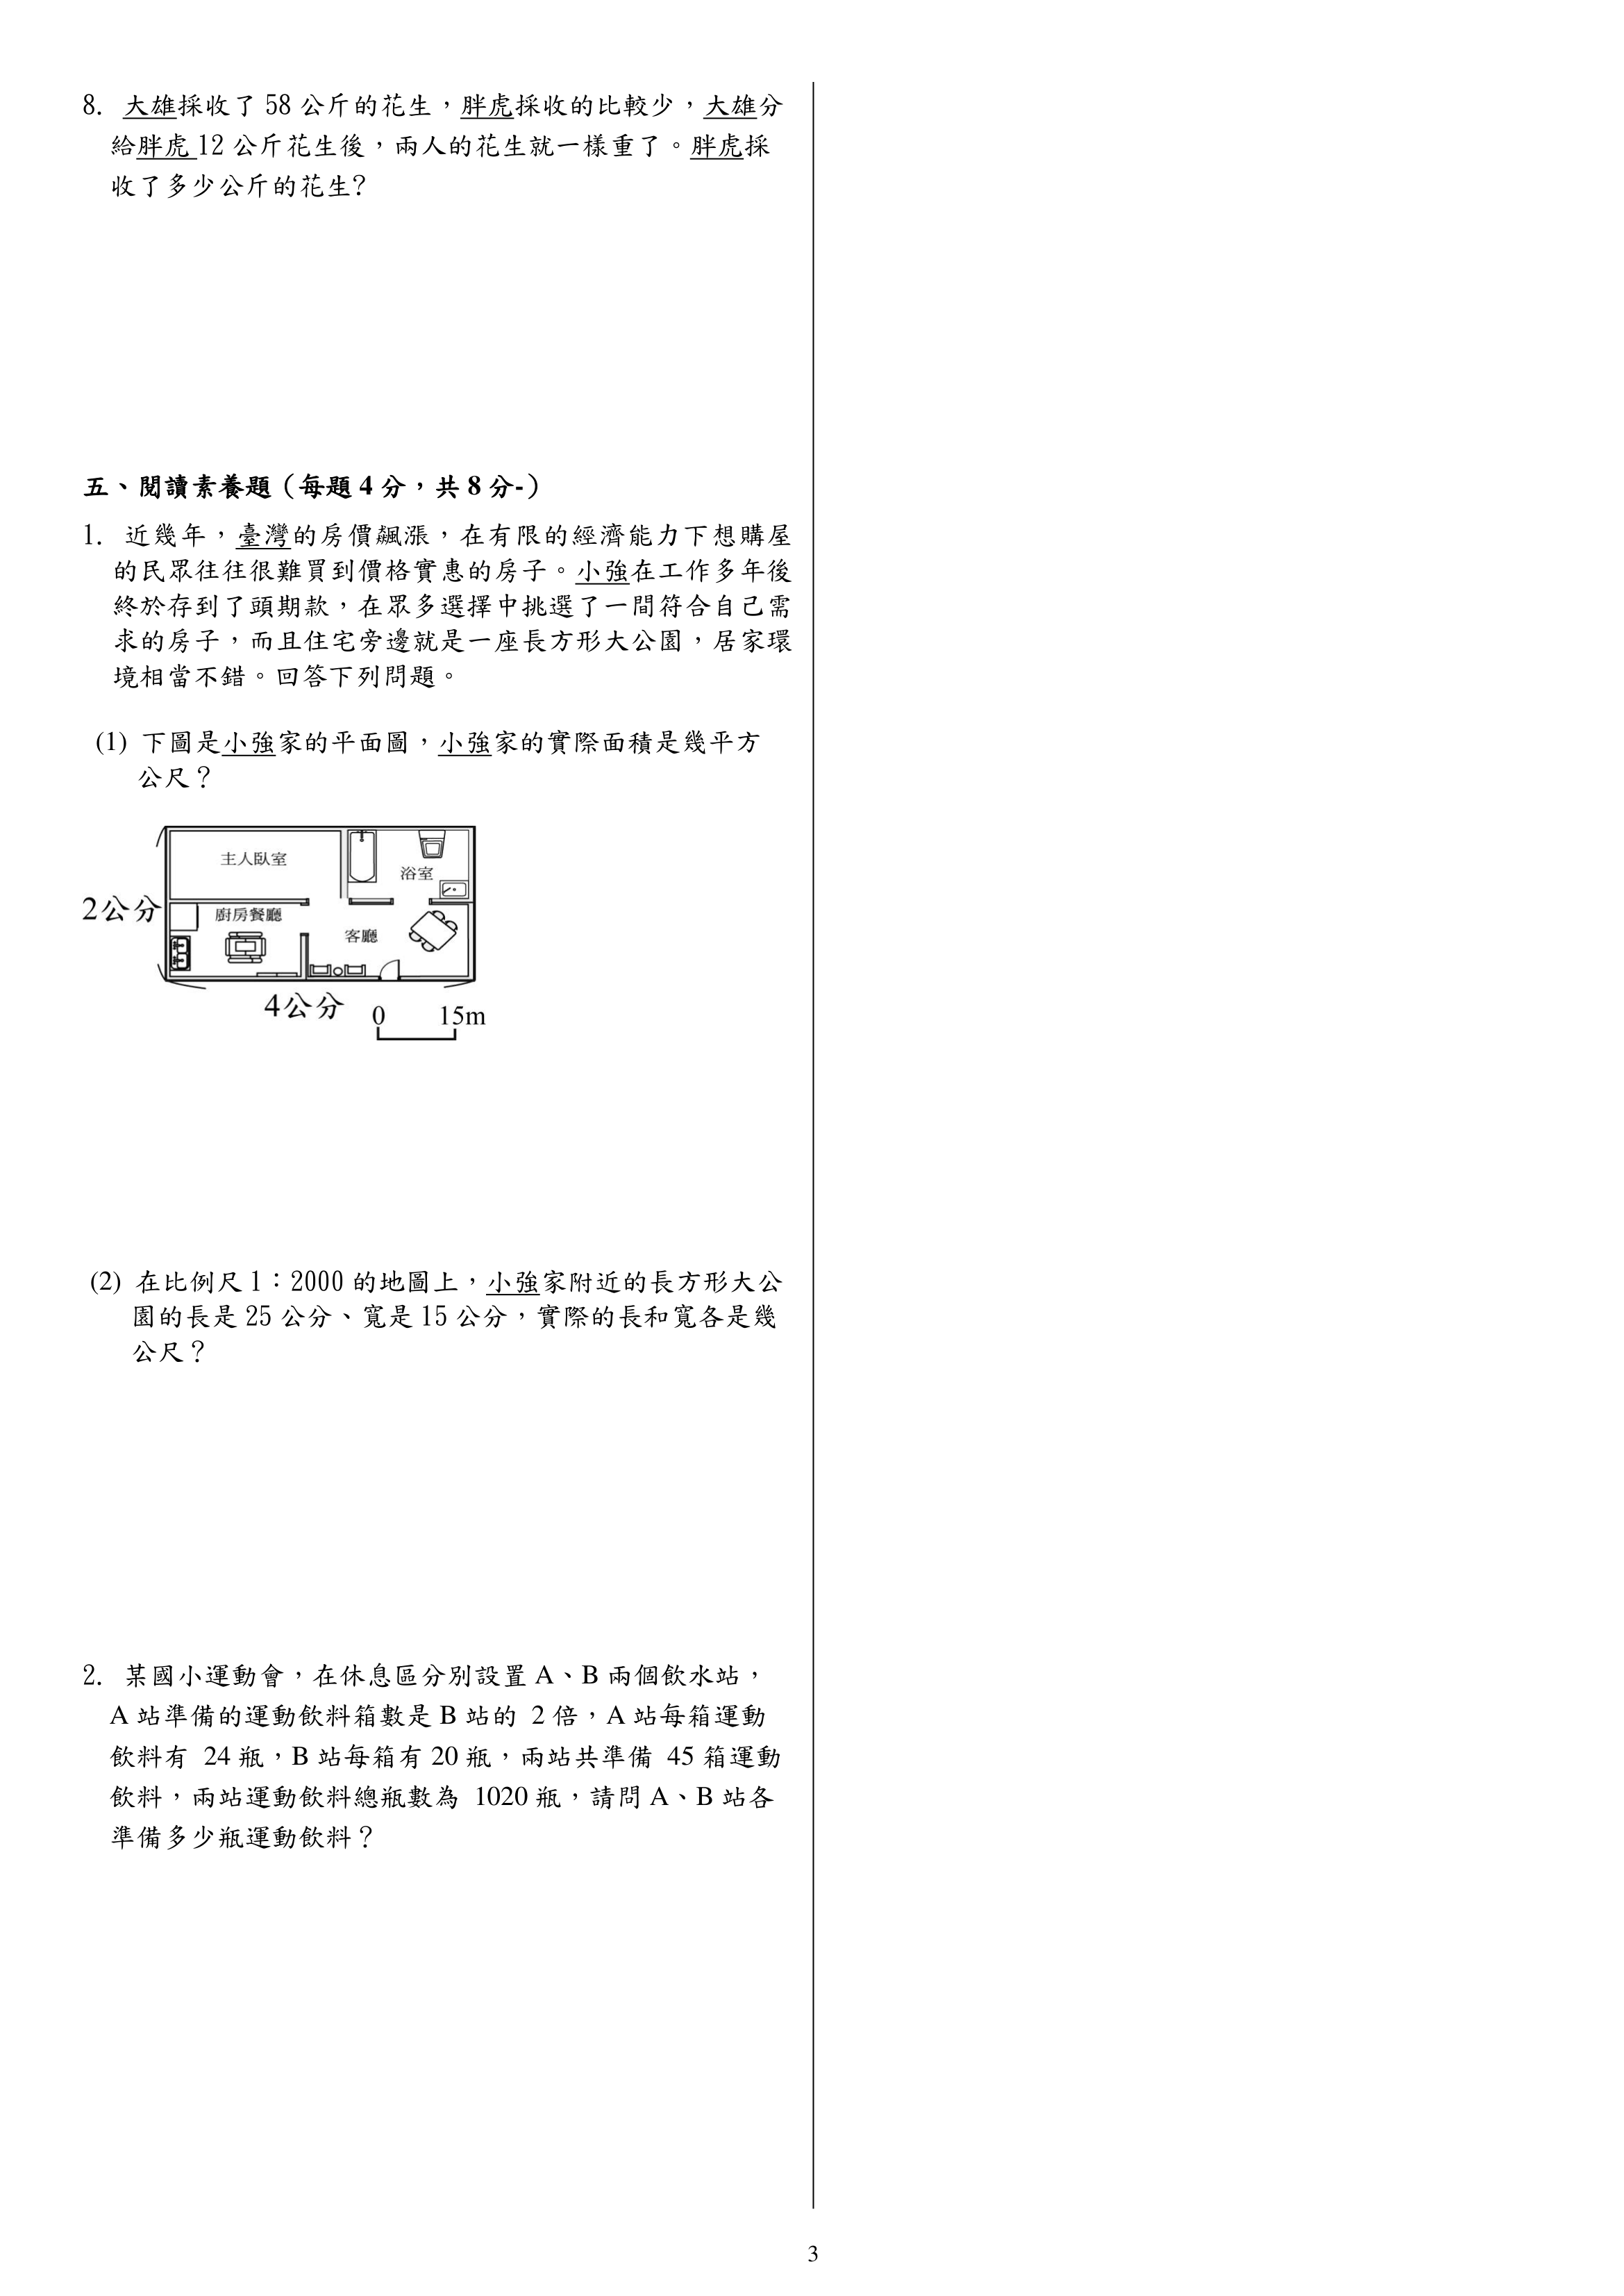 8. 大雄採收了 58 公斤的花生，胖虎採收的比較少，大雄分
給胖虎 12 公斤花生後，兩人的花生就一樣重了。胖虎採
收了多少公斤的花生?
五、閱讀素養題（每題 4 分，共 8 分-）
1. 近幾年，臺灣的房價飆漲，在有限的經濟能力下想購屋
的民眾往往很難買到價格實惠的房子。小強在工作多年後
終於存到了頭期款，在眾多選擇中挑選了一間符合自己需
求的房子，而且住宅旁邊就是一座長方形大公園，居家環
境相當不錯。回答下列問題。
(1) 下圖是小強家的平面圖，小強家的實際面積是幾平方
公尺？
主人臥室
浴室
2公分
廚房餐廳
客廳
4公分
0 15m
(2) 在比例尺 1：2000 的地圖上，小強家附近的長方形大公
園的長是 25 公分、寬是 15 公分，實際的長和寬各是幾
公尺？
2. 某國小運動會，在休息區分別設置 A、B 兩個飲水站，
A 站準備的運動飲料箱數是 B 站的 2 倍，A 站每箱運動
飲料有 24 瓶，B 站每箱有 20 瓶，兩站共準備 45 箱運動
飲料，兩站運動飲料總瓶數為 1020 瓶，請問 A、B 站各
準備多少瓶運動飲料？
3